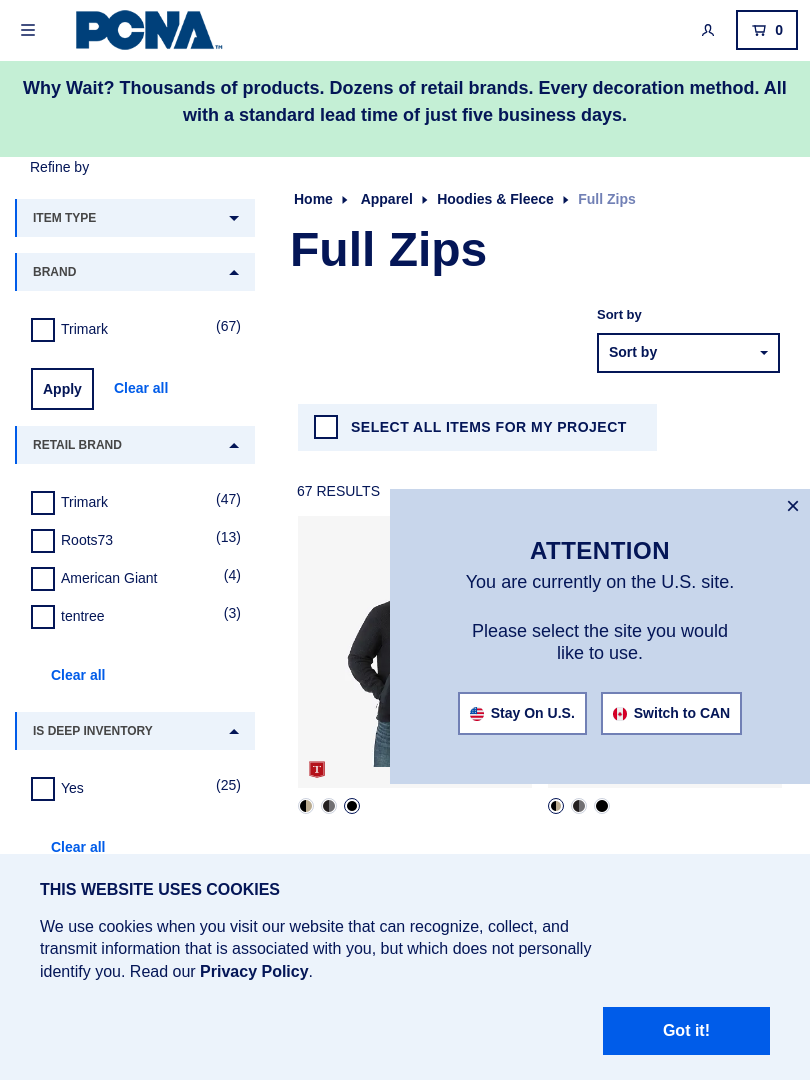 PCNA™
0
Why Wait? Thousands of products. Dozens of retail brands. Every decoration method. All
with a standard lead time of just five business days.
Refine by
ITEM TYPE
BRAND
Trimark (67)
Apply Clear all
RETAIL BRAND
Trimark (47)
Roots73 (13)
American Giant (4)
tentree (3)
Clear all
IS DEEP INVENTORY
Yes (25)
Clear all
Home Apparel Hoodies & Fleece Full Zips
Full Zips
Sort by
Sort by
SELECT ALL ITEMS FOR MY PROJECT
67 RESULTS
T
ATTENTION
You are currently on the U.S. site.
Please select the site you would
like to use.
Stay On U.S. Switch to CAN
THIS WEBSITE USES COOKIES
We use cookies when you visit our website that can recognize, collect, and
transmit information that is associated with you, but which does not personally
identify you. Read our Privacy Policy.
Got it!